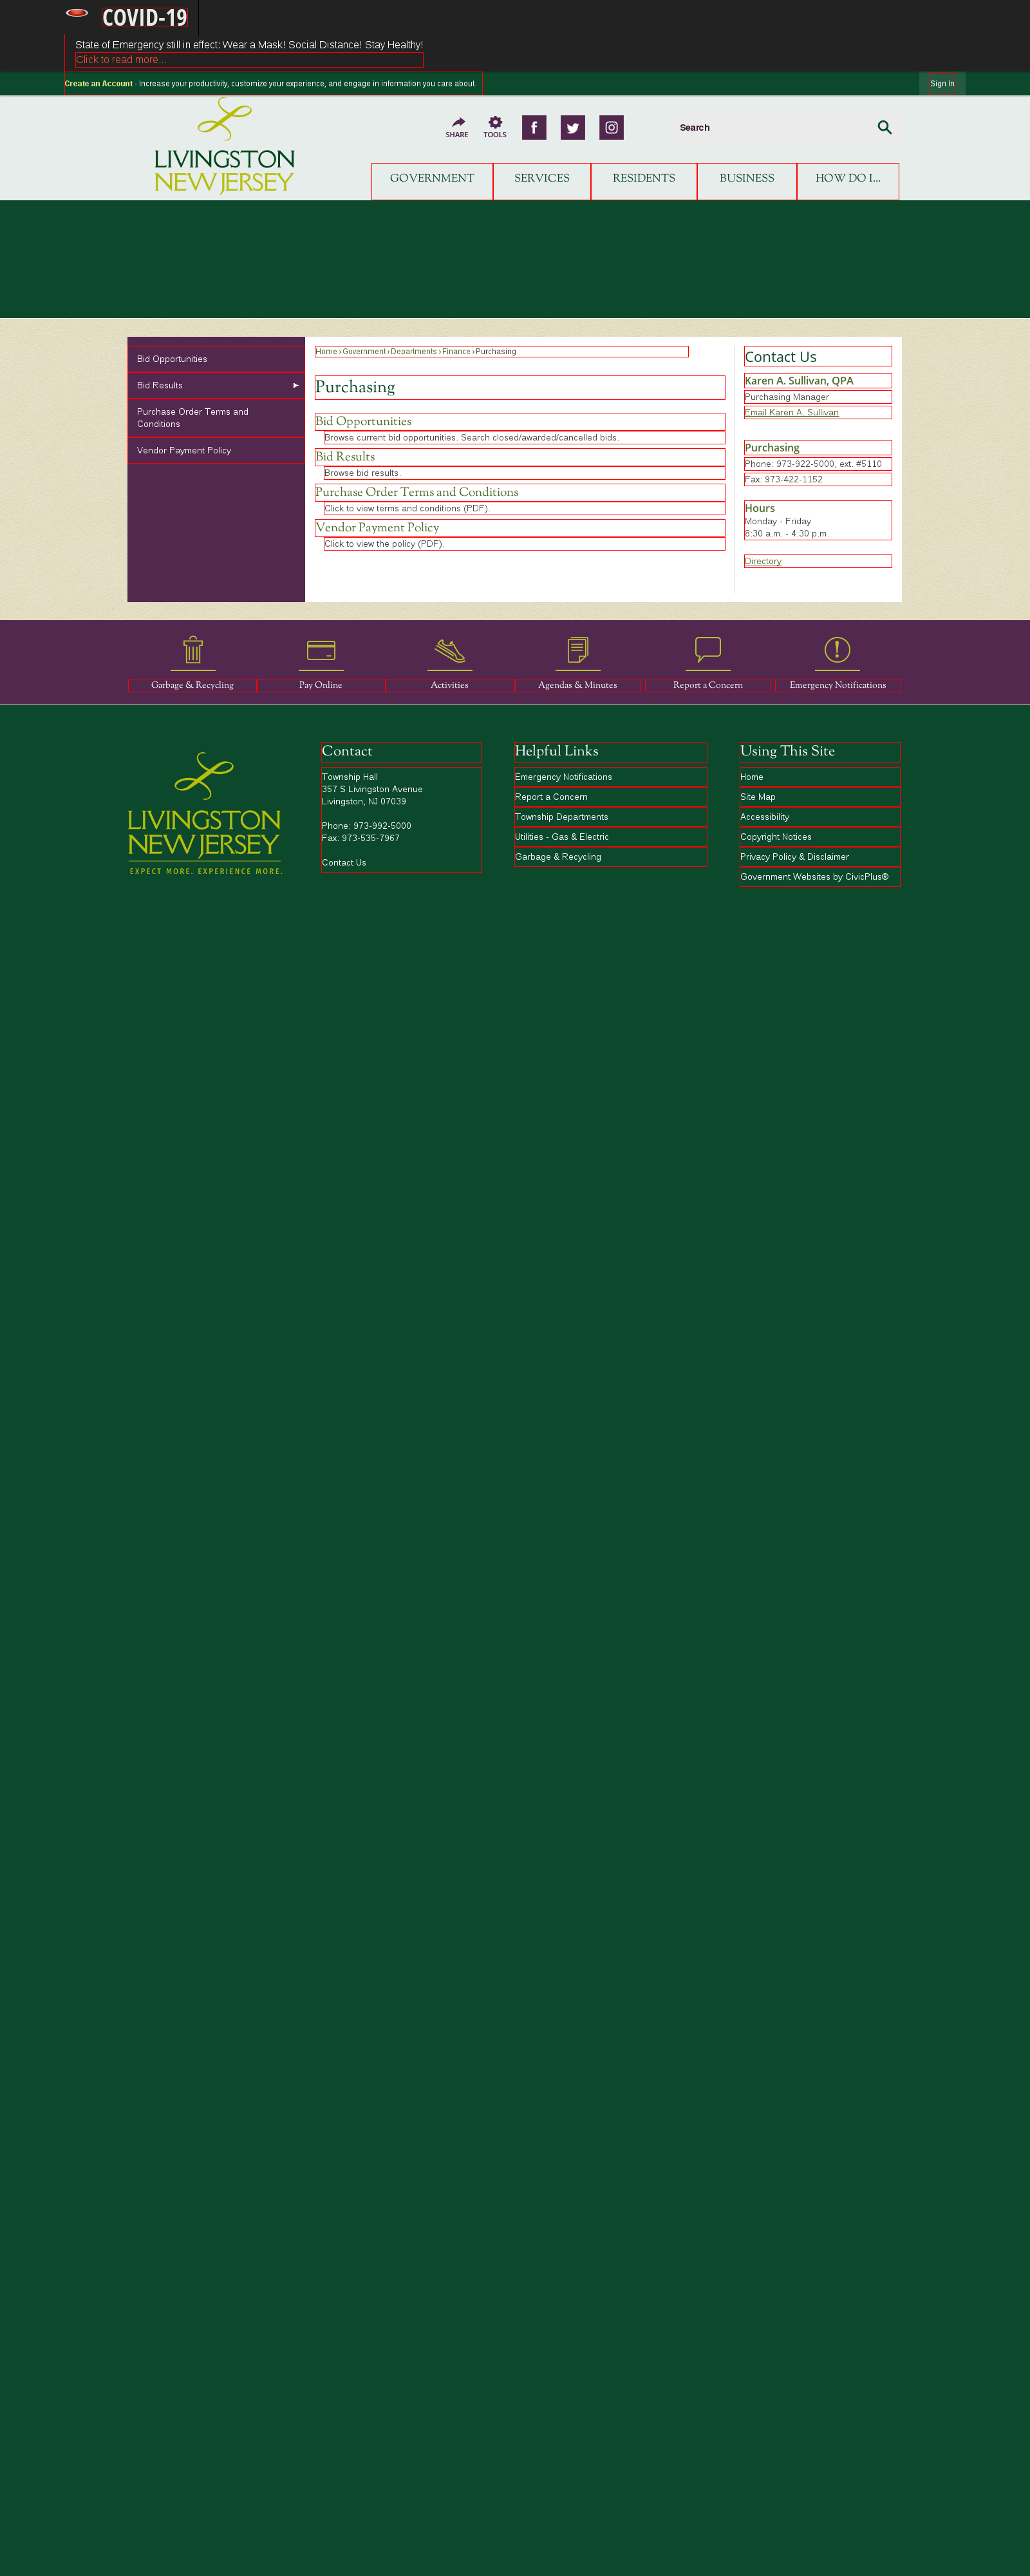 COVID-19
State of Emergency still in effect: Wear a Mask! Social Distance! Stay Healthy!
Click to read more...
Create an Account - Increase your productivity, customize your experience, and engage in information you care about.
Sign In
LIVINGSTON
NEW JERSEY
SHARE
TOOLS
Search
GOVERNMENT
SERVICES
RESIDENTS
BUSINESS
HOW DO I...
Bid Opportunities
Bid Results
Purchase Order Terms and
Conditions
Vendor Payment Policy
Home › Government › Departments › Finance › Purchasing
Purchasing
Bid Opportunities
Browse current bid opportunities. Search closed/awarded/cancelled bids.
Bid Results
Browse bid results.
Purchase Order Terms and Conditions
Click to view terms and conditions (PDF).
Vendor Payment Policy
Click to view the policy (PDF).
Contact Us
Karen A. Sullivan, QPA
Purchasing Manager
Email Karen A. Sullivan
Purchasing
Phone: 973-922-5000, ext. #5110
Fax: 973-422-1152
Hours
Monday - Friday
8:30 a.m. - 4:30 p.m.
Directory
Garbage & Recycling
Pay Online
Activities
Agendas & Minutes
Report a Concern
Emergency Notifications
LIVINGSTON
NEW JERSEY
EXPECT MORE. EXPERIENCE MORE.
Contact
Township Hall
357 S Livingston Avenue
Livingston, NJ 07039
Phone: 973-992-5000
Fax: 973-535-7967
Contact Us
Helpful Links
Emergency Notifications
Report a Concern
Township Departments
Utilities - Gas & Electric
Garbage & Recycling
Using This Site
Home
Site Map
Accessibility
Copyright Notices
Privacy Policy & Disclaimer
Government Websites by CivicPlus®